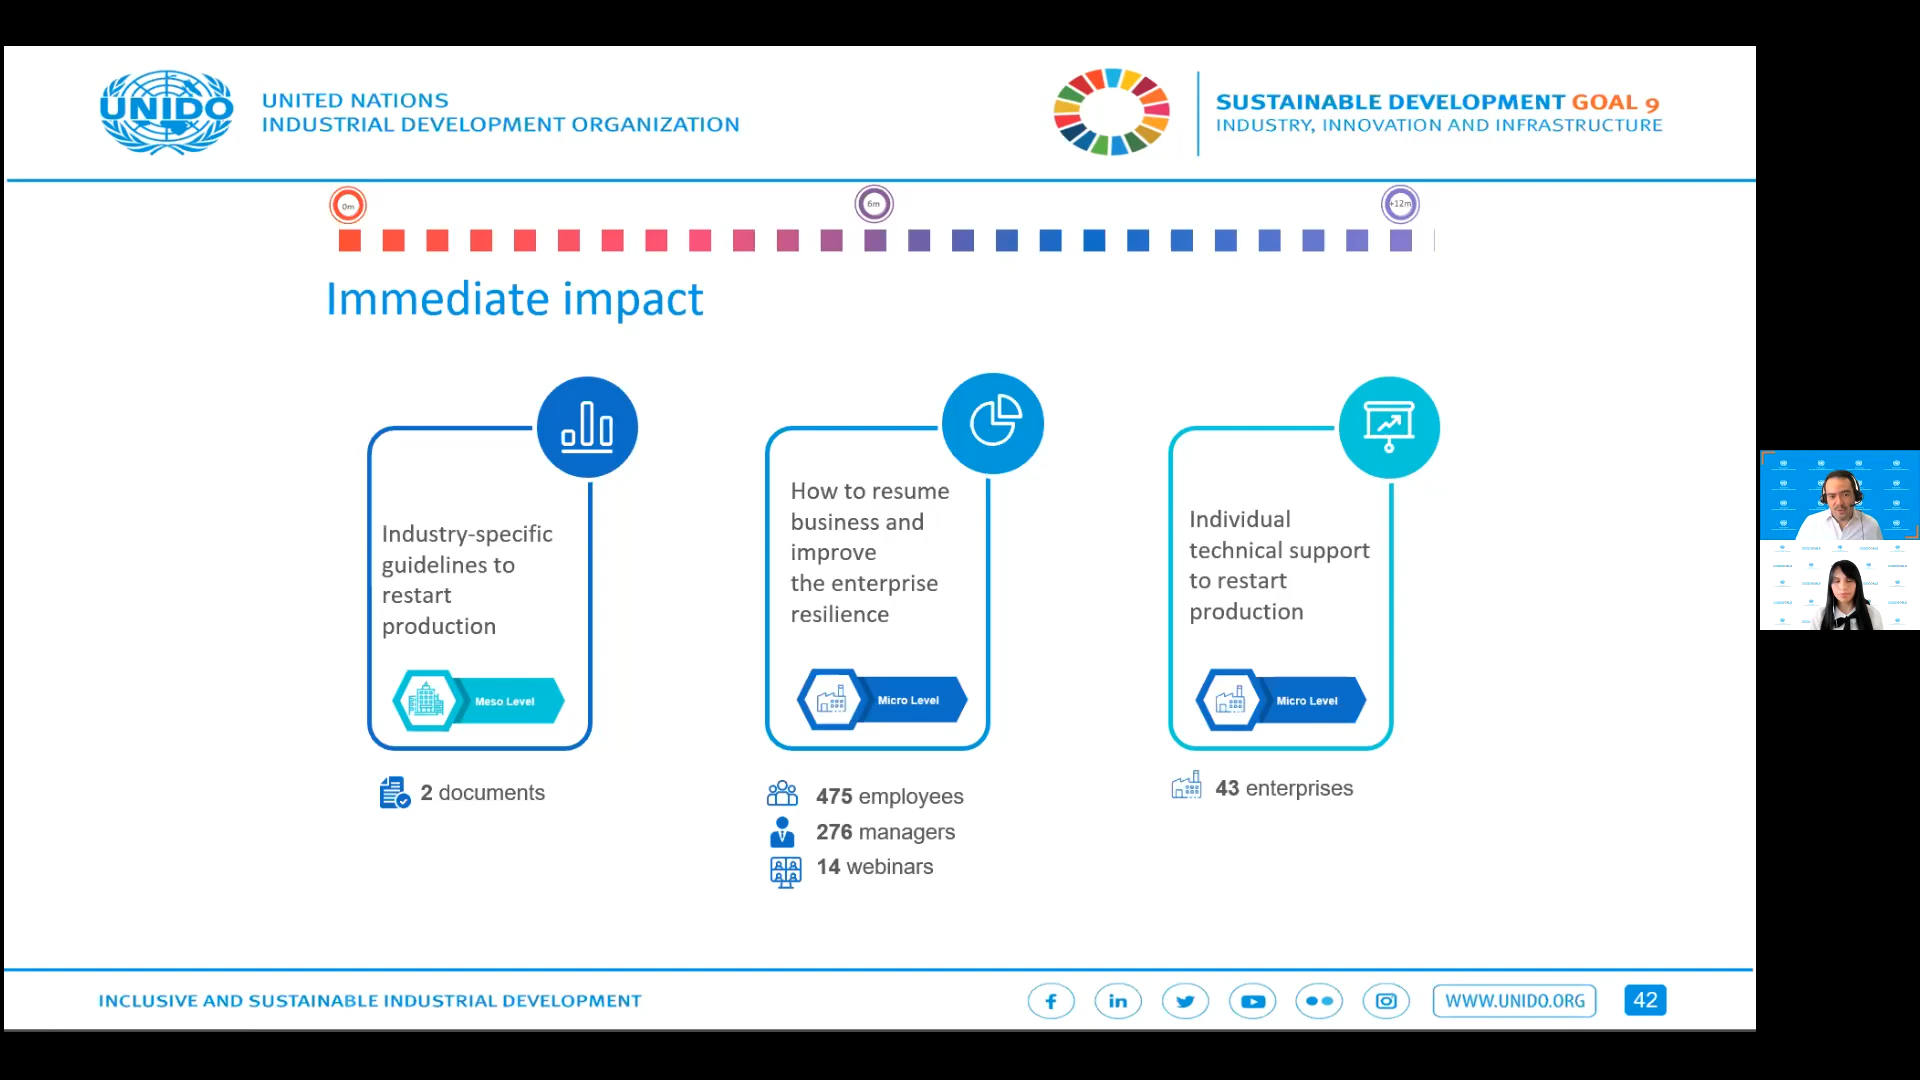 UNIDO
UNITED NATIONS
INDUSTRIAL DEVELOPMENT ORGANIZATION
SUSTAINABLE DEVELOPMENT GOAL 9
INDUSTRY, INNOVATION AND INFRASTRUCTURE
0m
6m
+12m
Immediate impact
Industry-specific
guidelines to
restart
production
Meso Level
2 documents
How to resume
business and
improve
the enterprise
resilience
Micro Level
475 employees
276 managers
14 webinars
Individual
technical support
to restart
production
Micro Level
43 enterprises
INCLUSIVE AND SUSTAINABLE INDUSTRIAL DEVELOPMENT
WWW.UNIDO.ORG
42